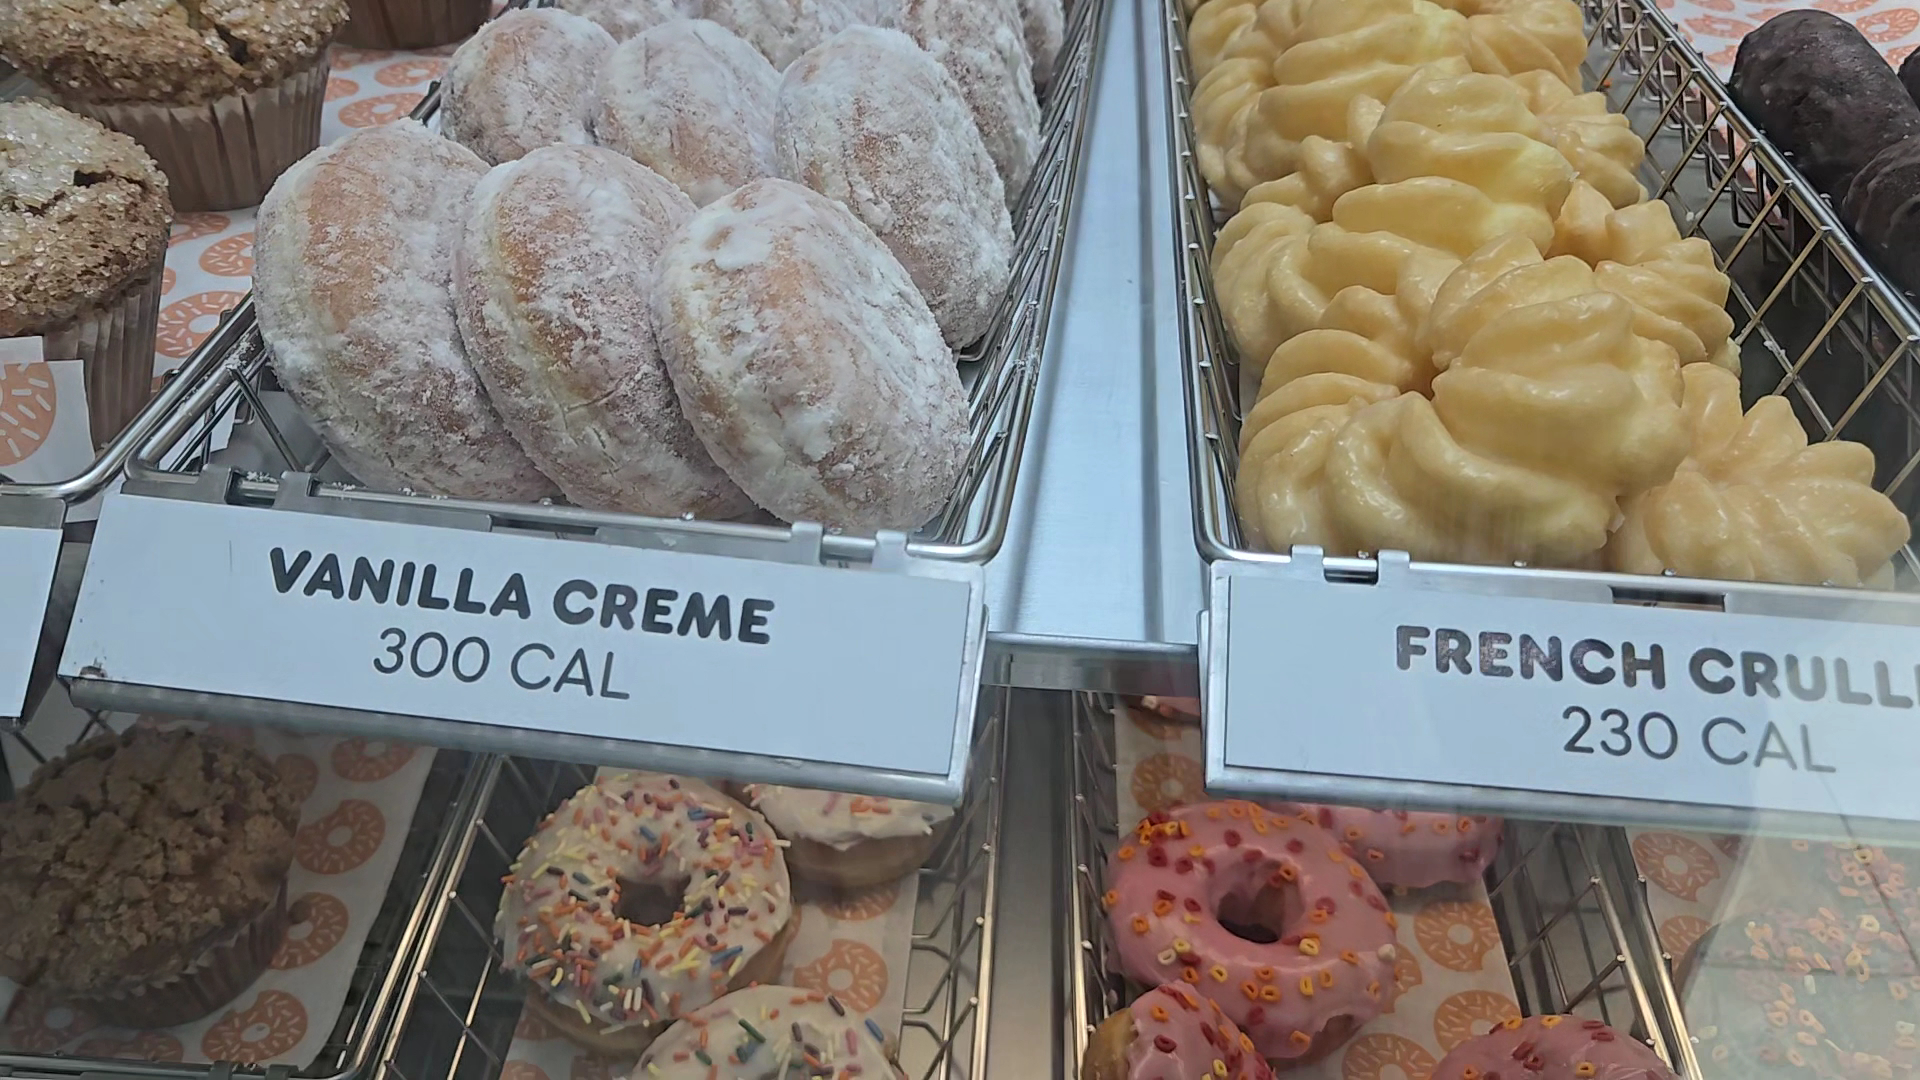 VANILLA CREME
300 CAL
FRENCH CRULL
230 CAL